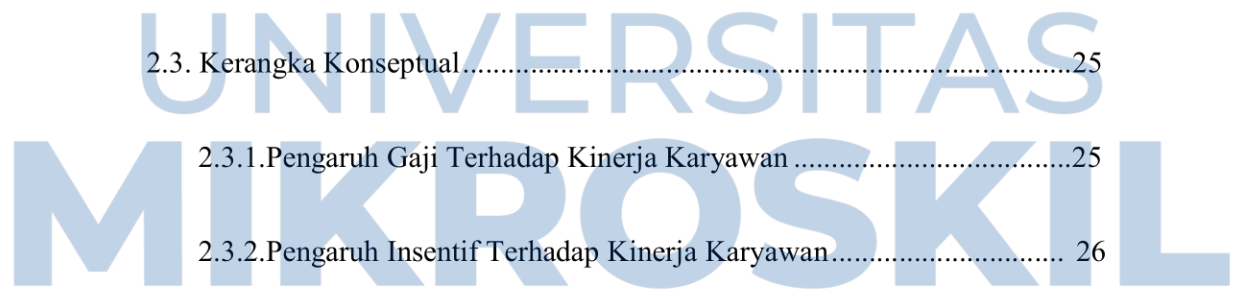 UNIVERSITAS
2.3. Kerangka Konseptual................................................................................25
MIKROSKIL
2.3.1.Pengaruh Gaji Terhadap Kinerja Karyawan .....................................25
2.3.2.Pengaruh Insentif Terhadap Kinerja Karyawan............................... 26